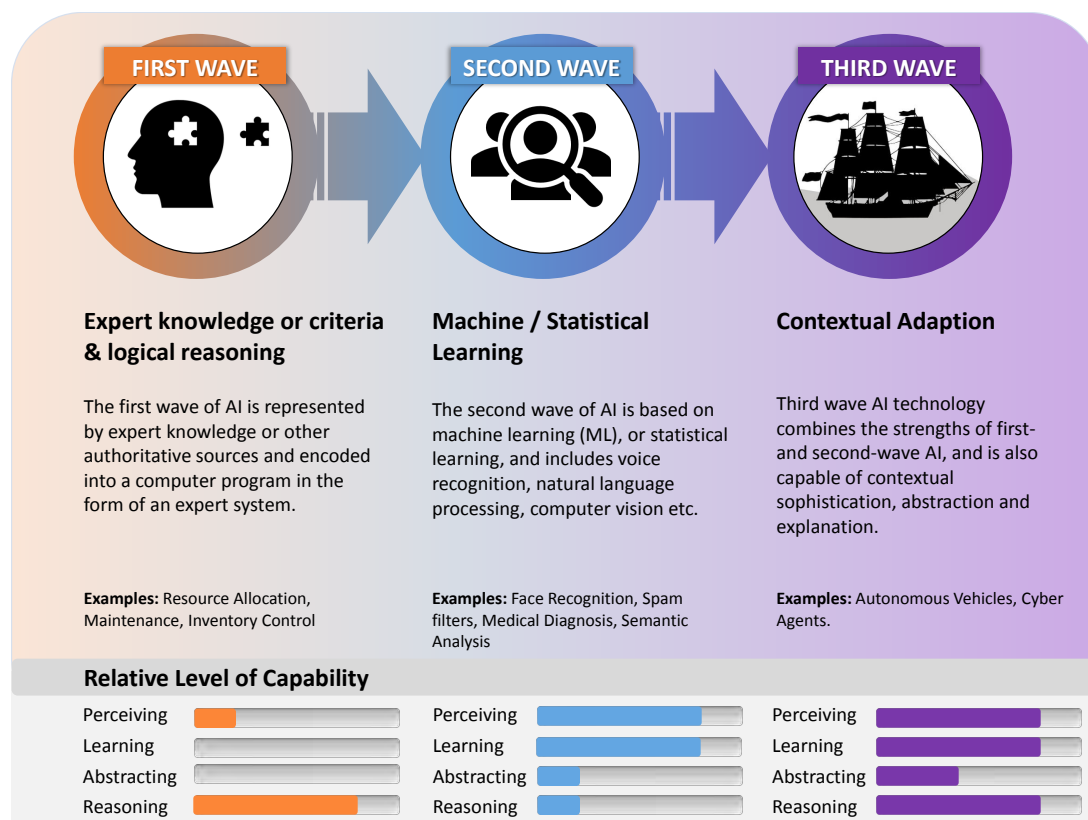 FIRST WAVE
SECOND WAVE
THIRD WAVE
Expert knowledge or criteria
& logical reasoning
The first wave of AI is represented
by expert knowledge or other
authoritative sources and encoded
into a computer program in the
form of an expert system.
Examples: Resource Allocation,
Maintenance, Inventory Control
Machine / Statistical
Learning
The second wave of AI is based on
machine learning (ML), or statistical
learning, and includes voice
recognition, natural language
processing, computer vision etc.
Examples: Face Recognition, Spam
filters, Medical Diagnosis, Semantic
Analysis
Contextual Adaption
Third wave AI technology
combines the strengths of first-
and second-wave AI, and is also
capable of contextual
sophistication, abstraction and
explanation.
Examples: Autonomous Vehicles, Cyber
Agents.
Relative Level of Capability
Perceiving
Learning
Abstracting
Reasoning
Perceiving
Learning
Abstracting
Reasoning
Perceiving
Learning
Abstracting
Reasoning